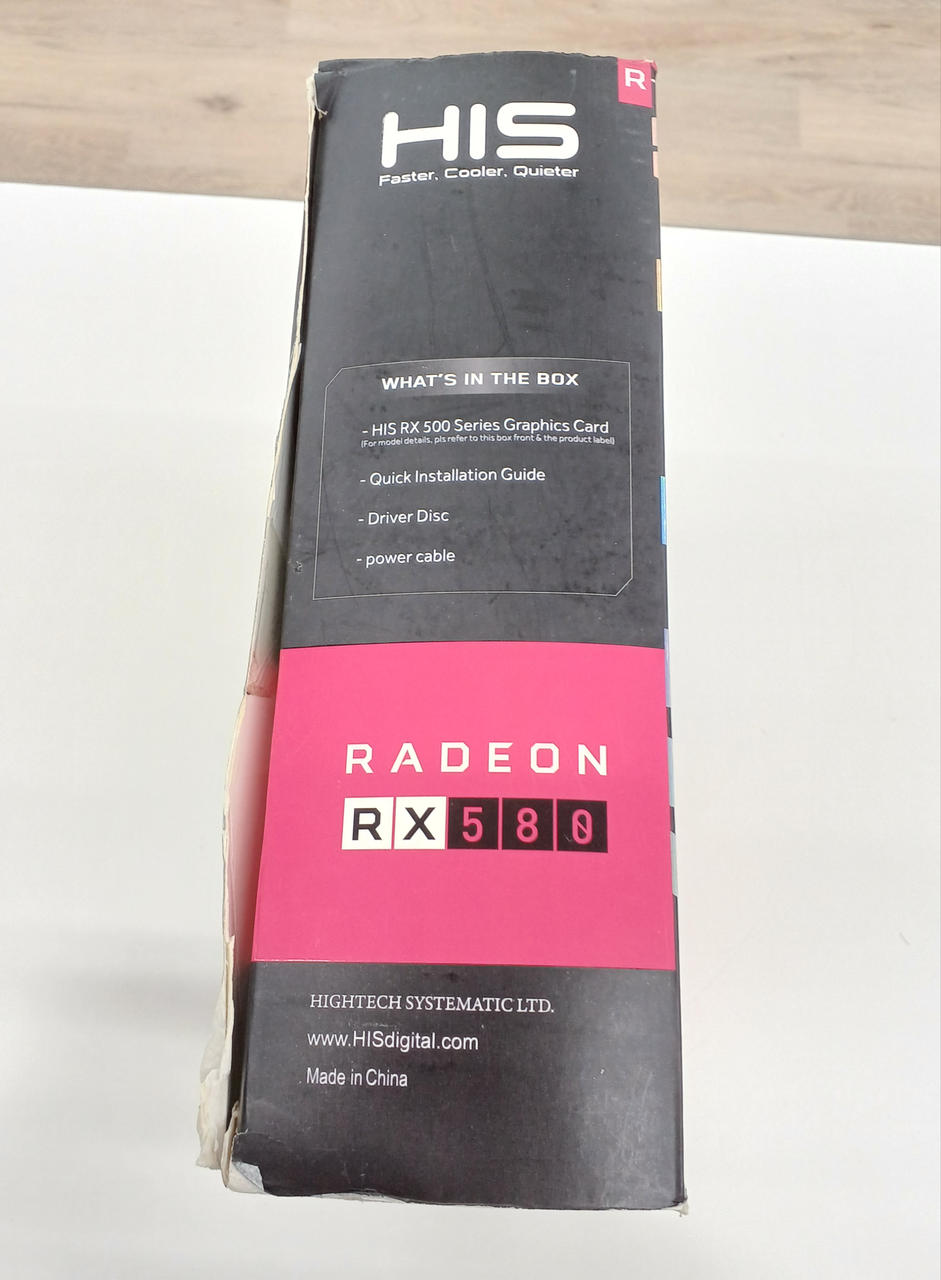 R
HIS
Faster, Cooler, Quieter
WHAT'S IN THE BOX
- HIS RX 500 Series Graphics Card
(For model details, pls refer to this box front & the product label)
- Quick Installation Guide
- Driver Disc
- power cable
RADEON
RX580
HIGHTECH SYSTEMATIC LTD.
www.HISdigital.com
Made in China